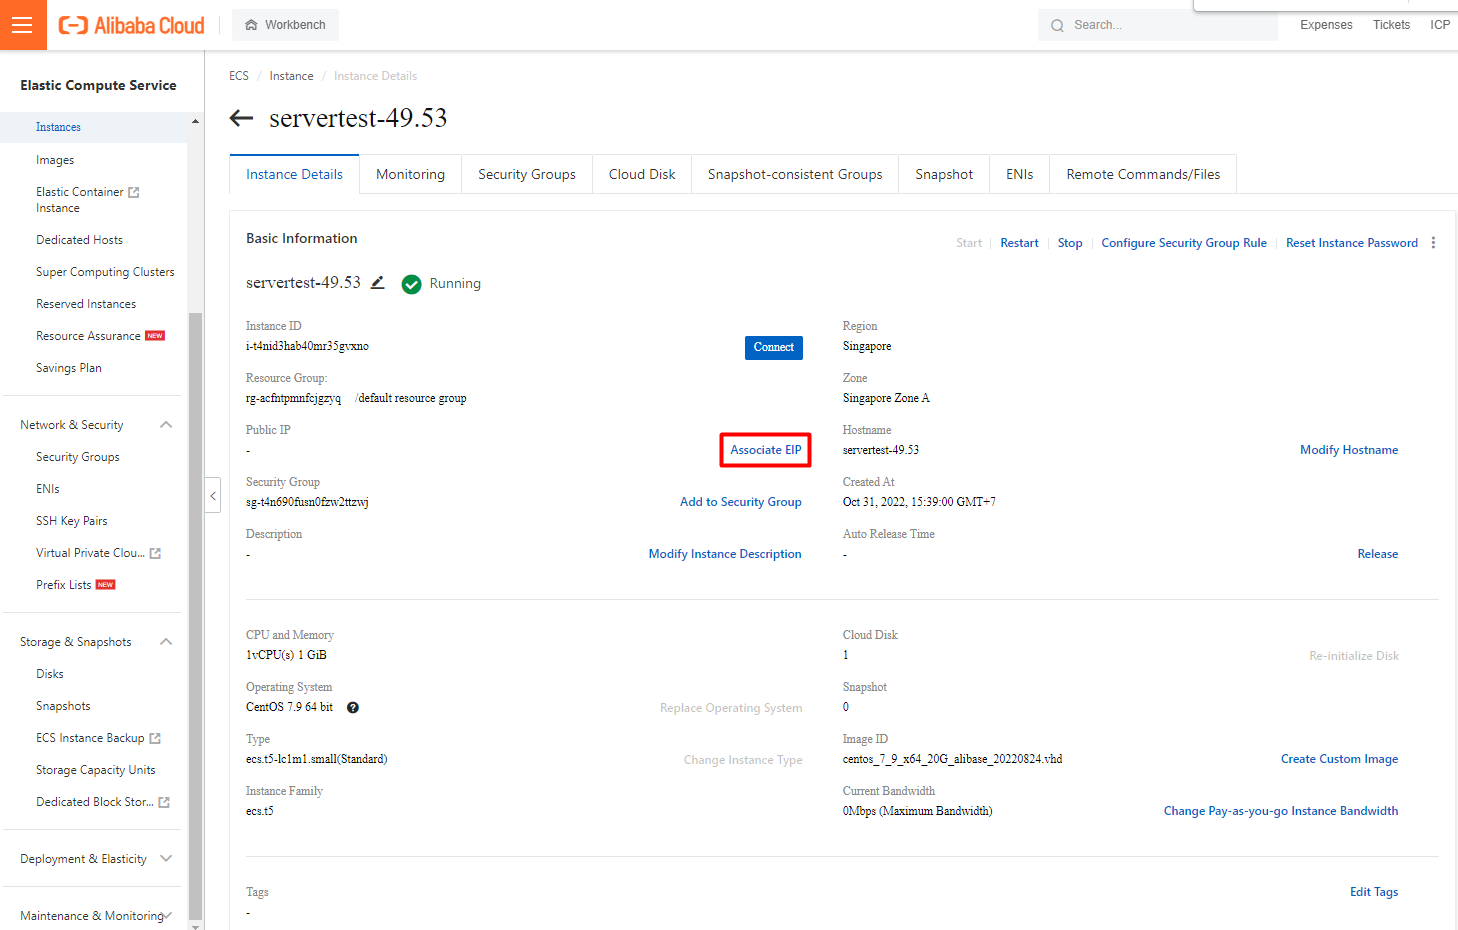 Alibaba Cloud
Workbench
Search...
Expenses
Tickets
ICP
Elastic Compute Service
Instances
Images
Elastic Container
Instance
Dedicated Hosts
Super Computing Clusters
Reserved Instances
Resource Assurance NEW
Savings Plan
Network & Security
Security Groups
ENIs
SSH Key Pairs
Virtual Private Clou...
Prefix Lists NEW
Storage & Snapshots
Disks
Snapshots
ECS Instance Backup
Storage Capacity Units
Dedicated Block Stor...
Deployment & Elasticity
Maintenance & Monitoring
ECS / Instance / Instance Details
servertest-49.53
Instance Details
Monitoring
Security Groups
Cloud Disk
Snapshot-consistent Groups
Snapshot
ENIs
Remote Commands/Files
Basic Information
Start
Restart
Stop
Configure Security Group Rule
Reset Instance Password
servertest-49.53
Running
Instance ID
i-t4nid3hab40mr35gvxno
Connect
Region
Singapore
Resource Group:
rg-acfntpmnfcjgzyq /default resource group
Zone
Singapore Zone A
Public IP
-
Associate EIP
Hostname
servertest-49.53
Modify Hostname
Security Group
sg-t4n690fusn0fzw2ttzwj
Add to Security Group
Created At
Oct 31, 2022, 15:39:00 GMT+7
Description
-
Modify Instance Description
Auto Release Time
-
Release
CPU and Memory
1vCPU(s) 1 GiB
Cloud Disk
1
Re-initialize Disk
Operating System
CentOS 7.9 64 bit
Replace Operating System
Snapshot
0
Type
ecs.t5-lc1m1.small(Standard)
Change Instance Type
Image ID
centos_7_9_x64_20G_alibase_20220824.vhd
Create Custom Image
Instance Family
ecs.t5
Current Bandwidth
0Mbps (Maximum Bandwidth)
Change Pay-as-you-go Instance Bandwidth
Tags
-
Edit Tags